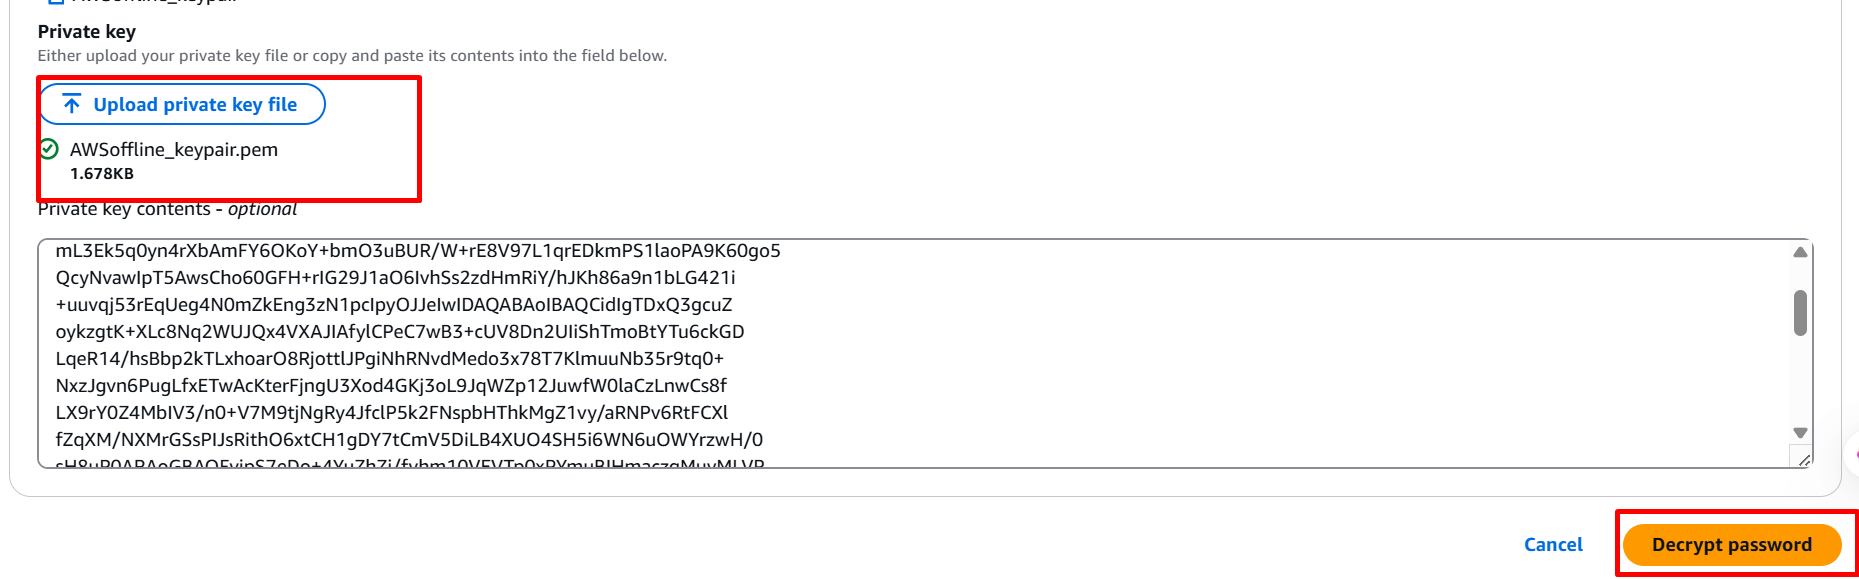 AWSoffline_keypair
Private key
Either upload your private key file or copy and paste its contents into the field below.
Upload private key file
AWSoffline_keypair.pem
1.678KB
Private key contents - optional
mL3Ek5q0yn4rXbAmFY6OKoY+bmO3uBUR/W+rE8V97L1qrEDkmPS1laoPA9K60go5
QcyNvawIpT5AwsCho60GFH+rIG29J1aO6IvhSs2zdHmRiY/hJKh86a9n1bLG421i
+uuvqj53rEqUeg4N0mZkEng3zN1pcIpyOJJeIwIDAQABAoIBAQCidIgTDxQ3gcuZ
oykzgtK+XLc8Nq2WUJQx4VXAJIAfylCPeC7wB3+cUV8Dn2UIiShTmoBtYTu6ckGD
LqeR14/hsBbp2kTLxhoarO8RjottlJPgiNhRNvdMedo3x78T7KlmuuNb35r9tq0+
NxzJgvn6PugLfxETwAcKterFjngU3Xod4GKj3oL9JqWZp12JuwfW0laCzLnwCs8f
LX9rY0Z4MbIV3/n0+V7M9tjNgRy4JfclP5k2FNspbHThkMgZ1vy/aRNPv6RtFCXl
fZqXM/NXMrGSsPIJsRithO6xtCH1gDY7tCmV5DiLB4XUO4SH5i6WN6uOWYrzwH/0
Cancel
Decrypt password